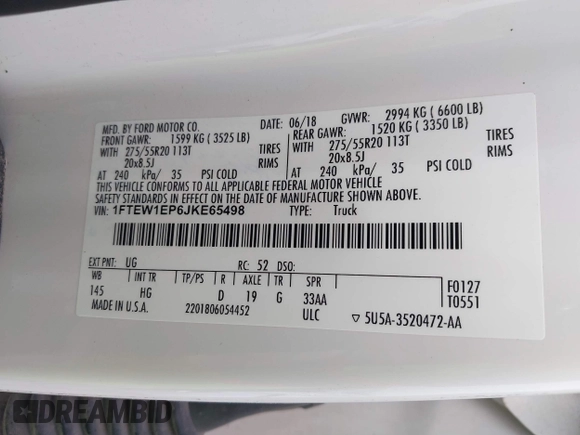 MFD. BY FORD MOTOR CO. DATE: 06/18 GVWR: 2994 KG ( 6600 LB)
FRONT GAWR: 1599 KG ( 3525 LB) REAR GAWR: 1520 KG ( 3350 LB)
WITH 275/55R20 113T TIRES WITH 275/55R20 113T TIRES
20x8.5J RIMS 20x8.5J RIMS
AT 240 kPa/ 35 PSI COLD AT 240 kPa/ 35 PSI COLD
THIS VEHICLE CONFORMS TO ALL APPLICABLE FEDERAL MOTOR VEHICLE
SAFETY STANDARDS IN EFFECT ON THE DATE OF MANUFACTURE SHOWN ABOVE.
VIN: 1FTEW1EP6JKE65498 TYPE: Truck
EXT PNT: UG RC: 52 DSO:
WB INT TR TP/PS R AXLE TR SPR F0127
145 HG D 19 G 33AA T0551
MADE IN U.S.A. 2201806054452 ULC ▽ 5U5A-3520472-AA
DREAMBID